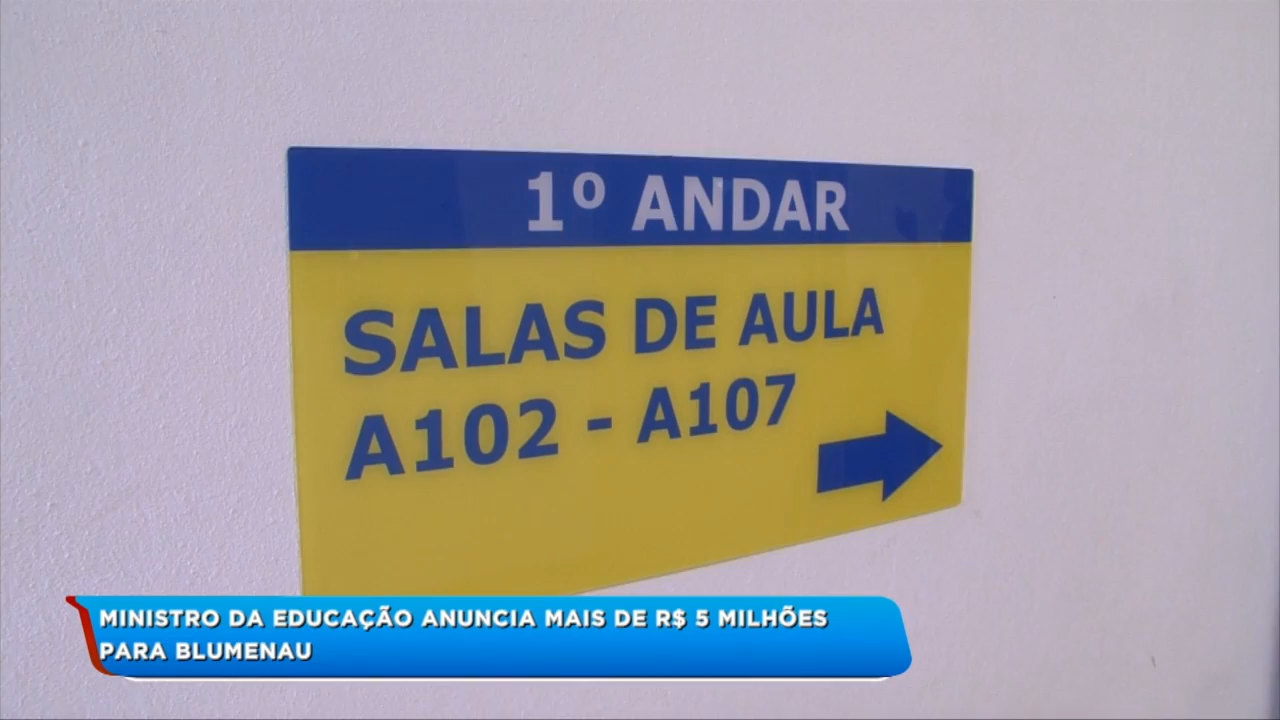 1º ANDAR
SALAS DE AULA
A102 - A107
MINISTRO DA EDUCAÇÃO ANUNCIA MAIS DE R$ 5 MILHÕES
PARA BLUMENAU